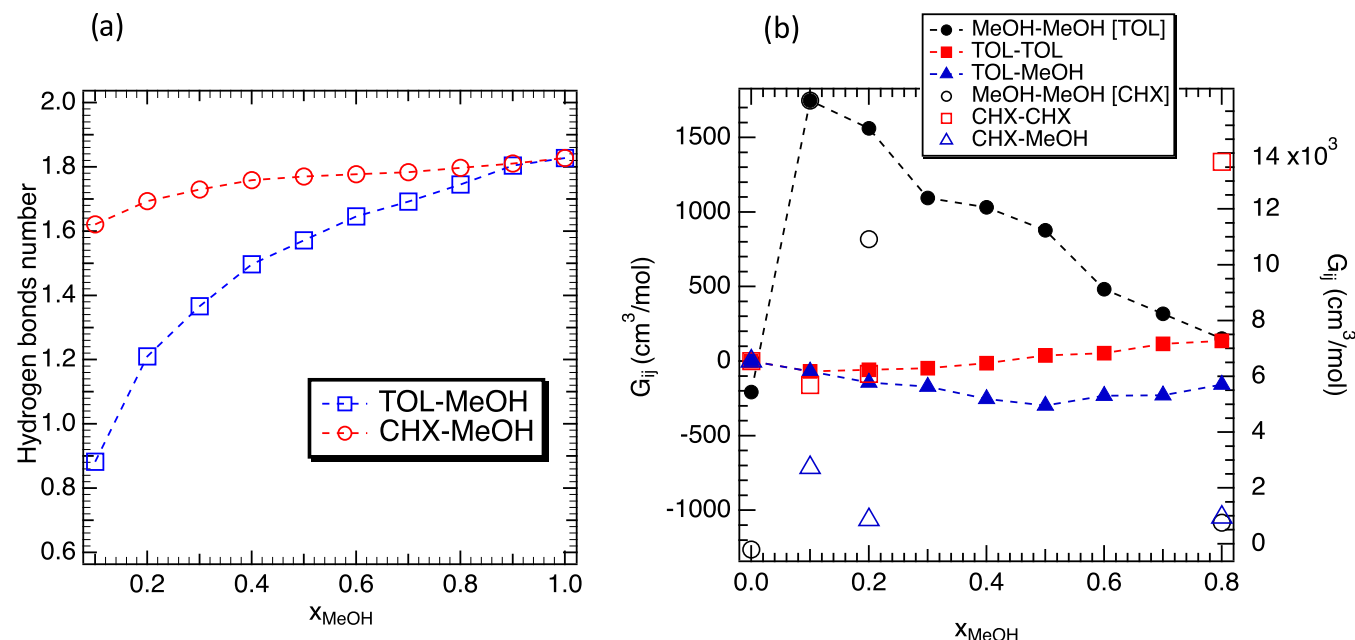 (a)
Hydrogen bonds number
2.0
1.8
1.6
1.4
1.2
1.0
0.8
0.6
TOL-MeOH
CHX-MeOH
0.2
0.4
0.6
0.8
1.0
xMeOH
(b)
MeOH-MeOH [TOL]
TOL-TOL
TOL-MeOH
MeOH-MeOH [CHX]
CHX-CHX
CHX-MeOH
Gij (cm3/mol)
1500
1000
500
0
-500
-1000
14 x103
12
10
8
6
4
2
0
Gij (cm3/mol)
0.0
0.2
0.4
0.6
0.8
xMeOH